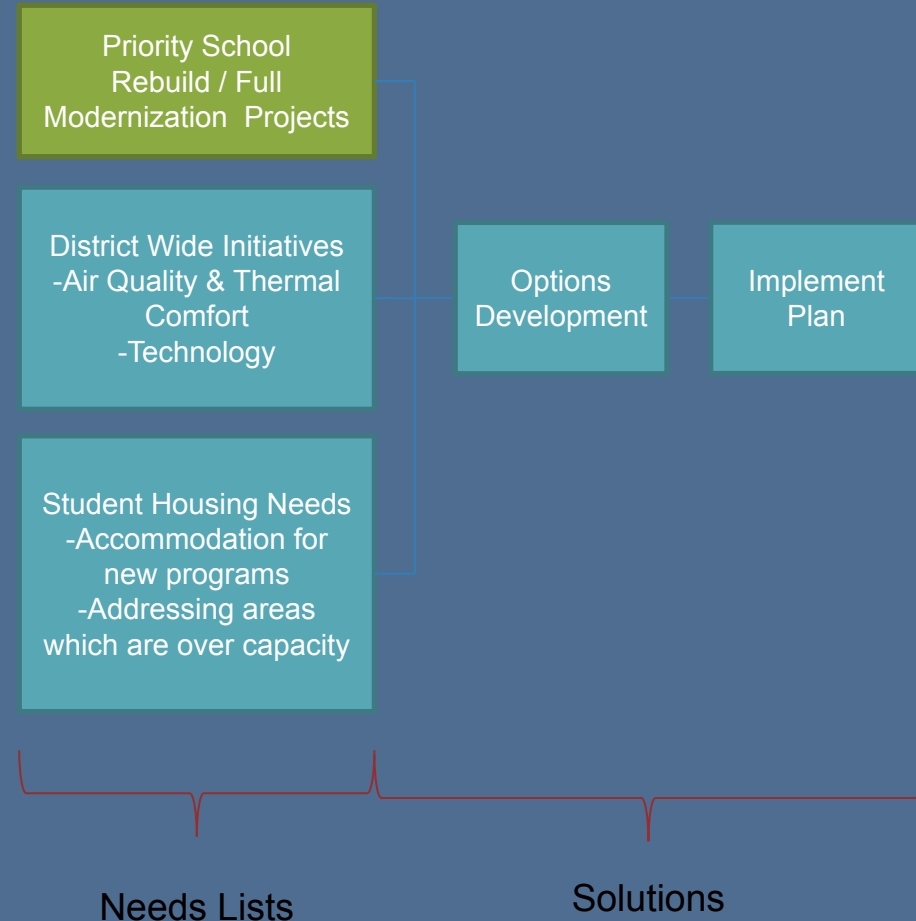 Priority School
Rebuild / Full
Modernization Projects
District Wide Initiatives
-Air Quality & Thermal
Comfort
-Technology
Options
Development
Implement
Plan
Student Housing Needs
-Accommodation for
new programs
-Addressing areas
which are over capacity
Needs Lists
Solutions